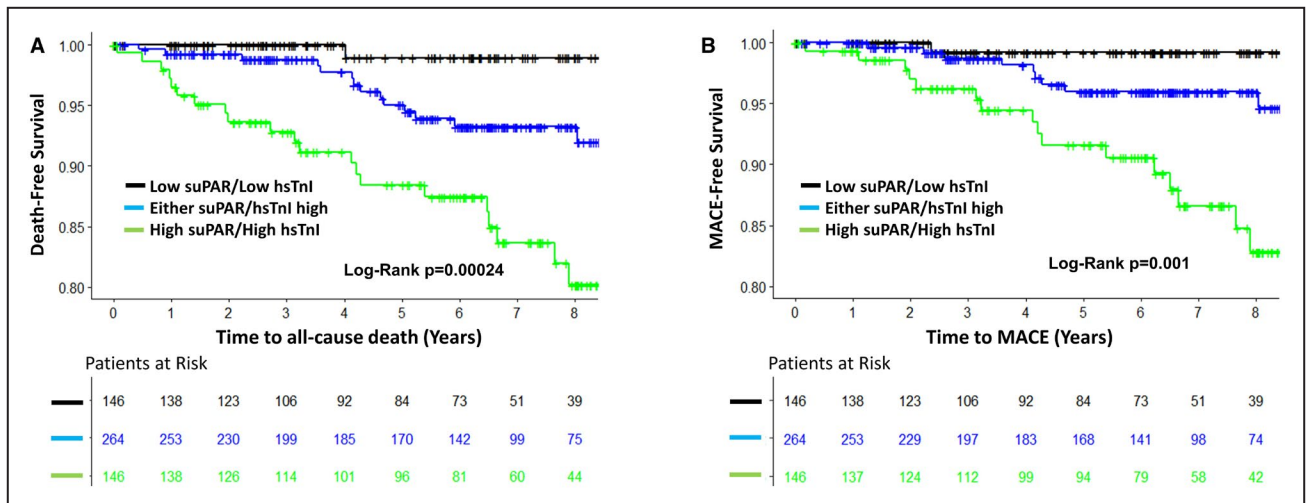 A
Death-Free Survival
1.00
0.95
0.90
0.85
0.80
Low suPAR/Low hsTnI
Either suPAR/hsTnI high
High suPAR/High hsTnI
Log-Rank p=0.00024
0 1 2 3 4 5 6 7 8
Time to all-cause death (Years)
Patients at Risk
146 138 123 106 92 84 73 51 39
264 253 230 199 185 170 142 99 75
146 138 126 114 101 96 81 60 44
B
MACE-Free Survival
1.00
0.95
0.90
0.85
0.80
Low suPAR/Low hsTnI
Either suPAR/hsTnI high
High suPAR/High hsTnI
Log-Rank p=0.001
0 1 2 3 4 5 6 7 8
Time to MACE (Years)
Patients at Risk
146 138 123 106 92 84 73 51 39
264 253 229 197 183 168 141 98 74
146 137 124 112 99 94 79 58 42